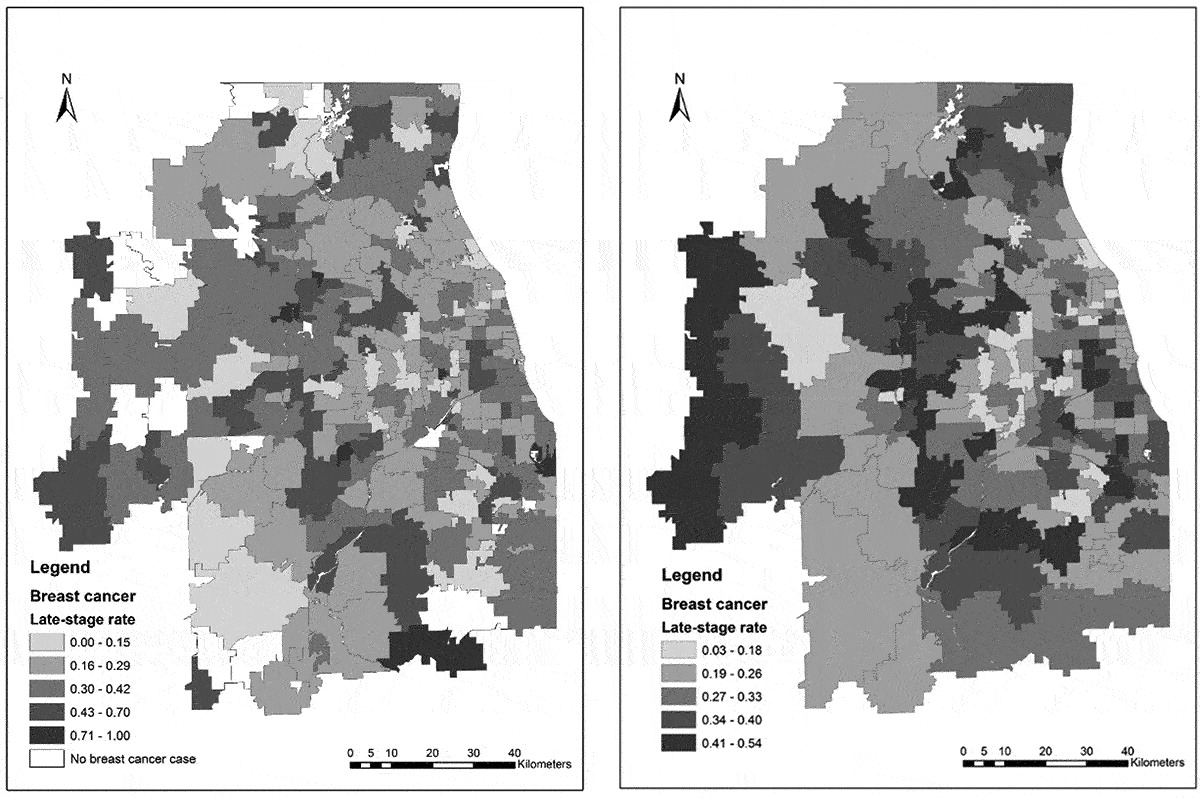 N
Legend
Breast cancer
Late-stage rate
0.00 - 0.15
0.16 - 0.29
0.30 - 0.42
0.43 - 0.70
0.71 - 1.00
No breast cancer case
0 5 10 20 30 40
Kilometers
N
Legend
Breast cancer
Late-stage rate
0.03 - 0.18
0.19 - 0.26
0.27 - 0.33
0.34 - 0.40
0.41 - 0.54
0 5 10 20 30 40
Kilometers